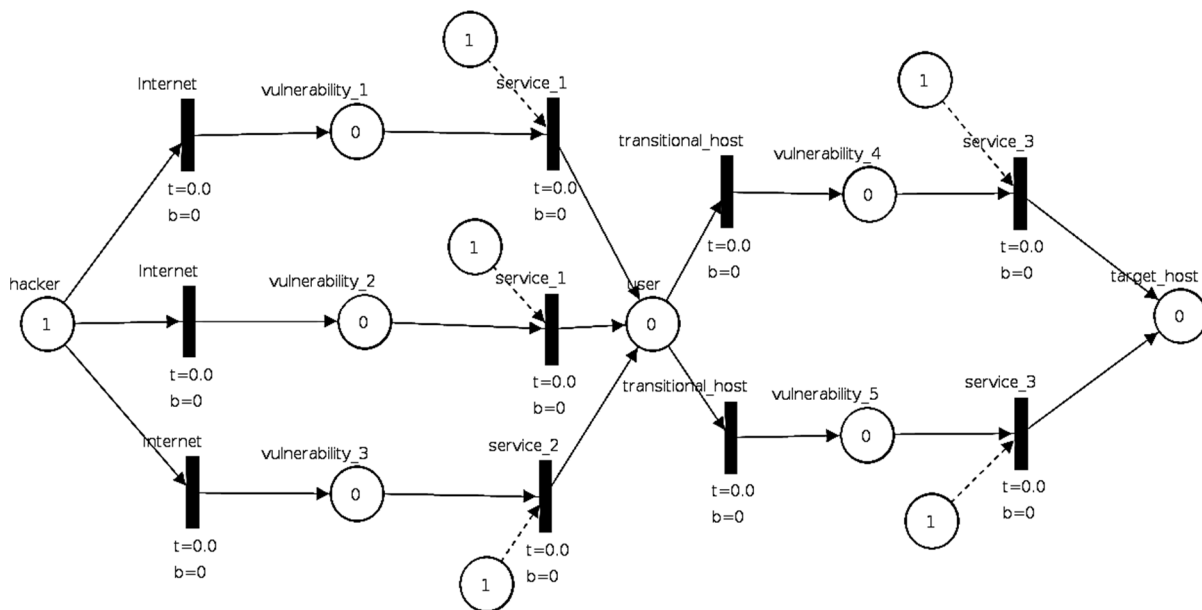 1
Internet
vulnerability_1
service_1
0
t=0.0
b=0
t=0.0
b=0
1
service_3
transitional_host
vulnerability_4
0
t=0.0
b=0
t=0.0
b=0
hacker
1
Internet
vulnerability_2
1
service_1
0
t=0.0
b=0
t=0.0
b=0
user
0
target_host
0
Internet
vulnerability_3
service_2
0
t=0.0
b=0
t=0.0
b=0
1
transitional_host
vulnerability_5
service_3
0
t=0.0
b=0
t=0.0
b=0
1